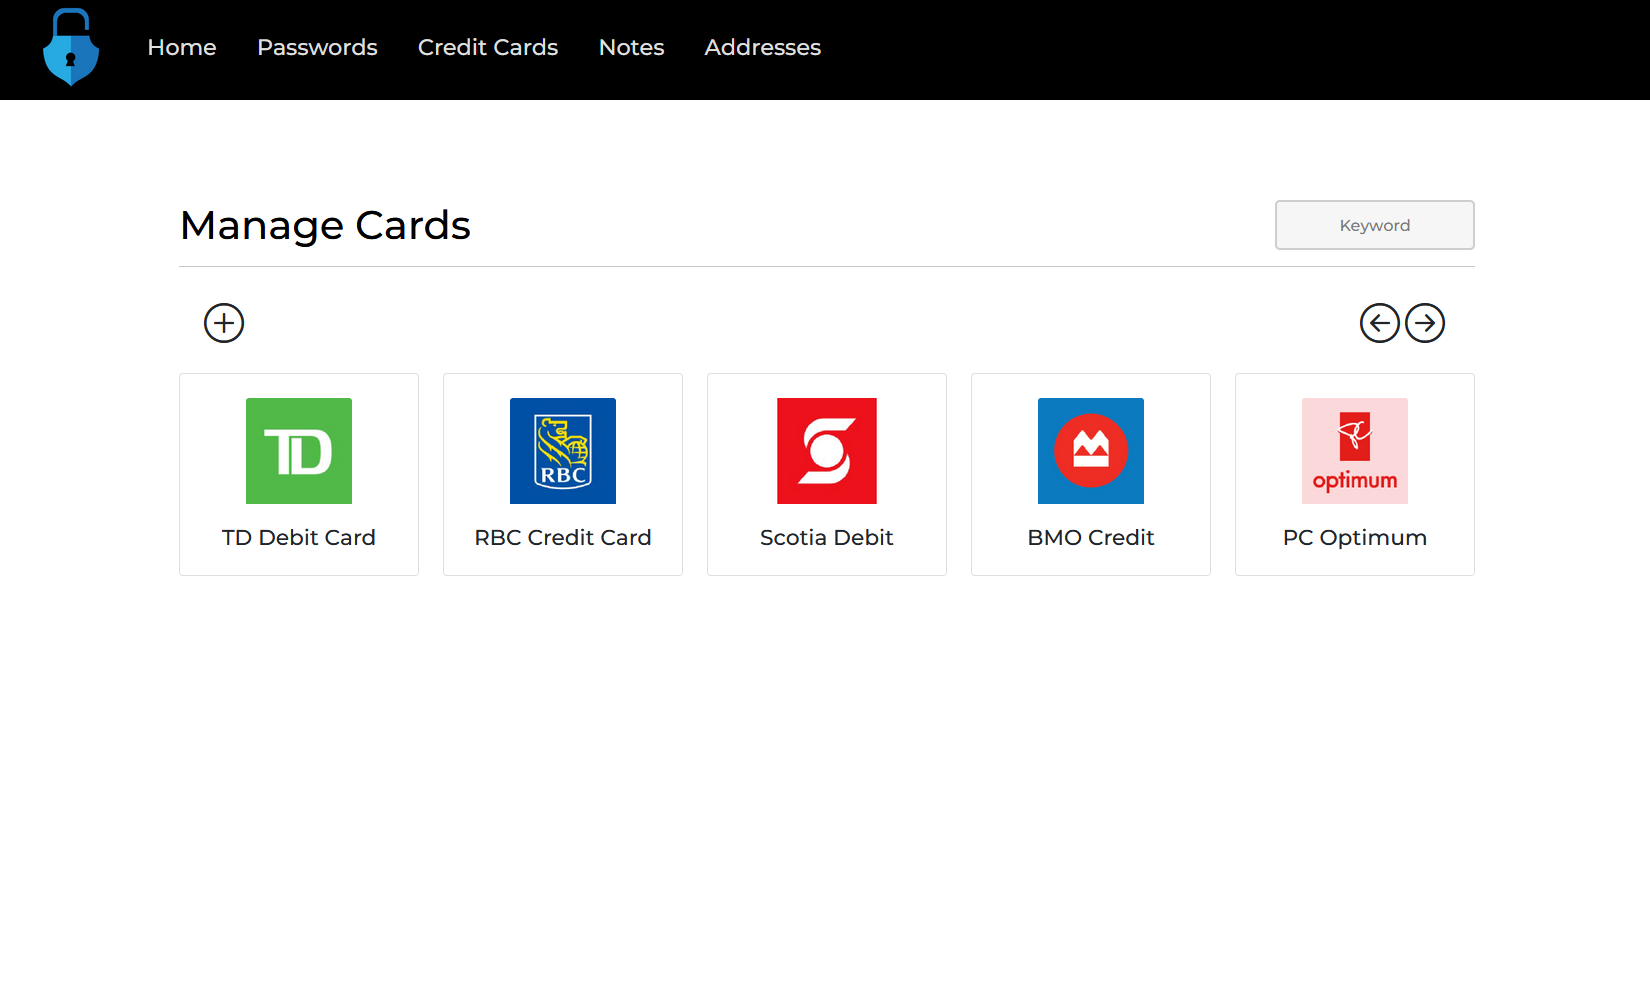 Home Passwords Credit Cards Notes Addresses
Manage Cards
Keyword
TD
RBC
optimum
TD Debit Card
RBC Credit Card
Scotia Debit
BMO Credit
PC Optimum